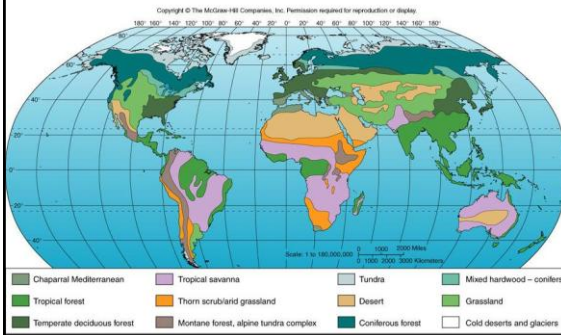 Copyright © The McGraw-Hill Companies, Inc. Permission required for reproduction or display.
180° 160° 140° 120° 100° 80° 60° 40° 20° 0° 20° 40° 60° 80° 100° 120° 140° 160° 180°
40°
20°
0°
20°
40°
Scale: 1 to 180,000,000
0 1000 2000 Miles
0 1000 2000 3000 Kilometers
Chaparral Mediterranean
Tropical savanna
Tundra
Mixed hardwood – conifers
Tropical forest
Thorn scrub/arid grassland
Desert
Grassland
Temperate deciduous forest
Montane forest, alpine tundra complex
Coniferous forest
Cold deserts and glaciers